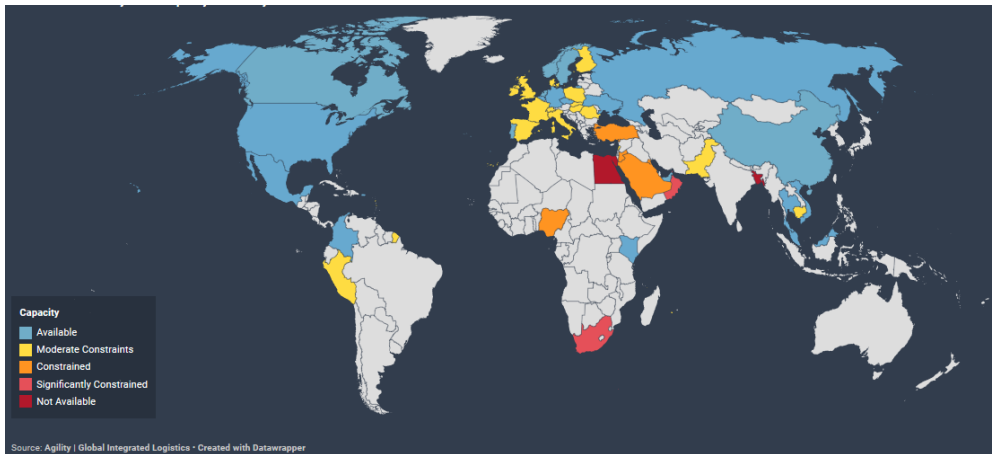 Capacity
Available
Moderate Constraints
Constrained
Significantly Constrained
Not Available
Source: Agility | Global Integrated Logistics · Created with Datawrapper